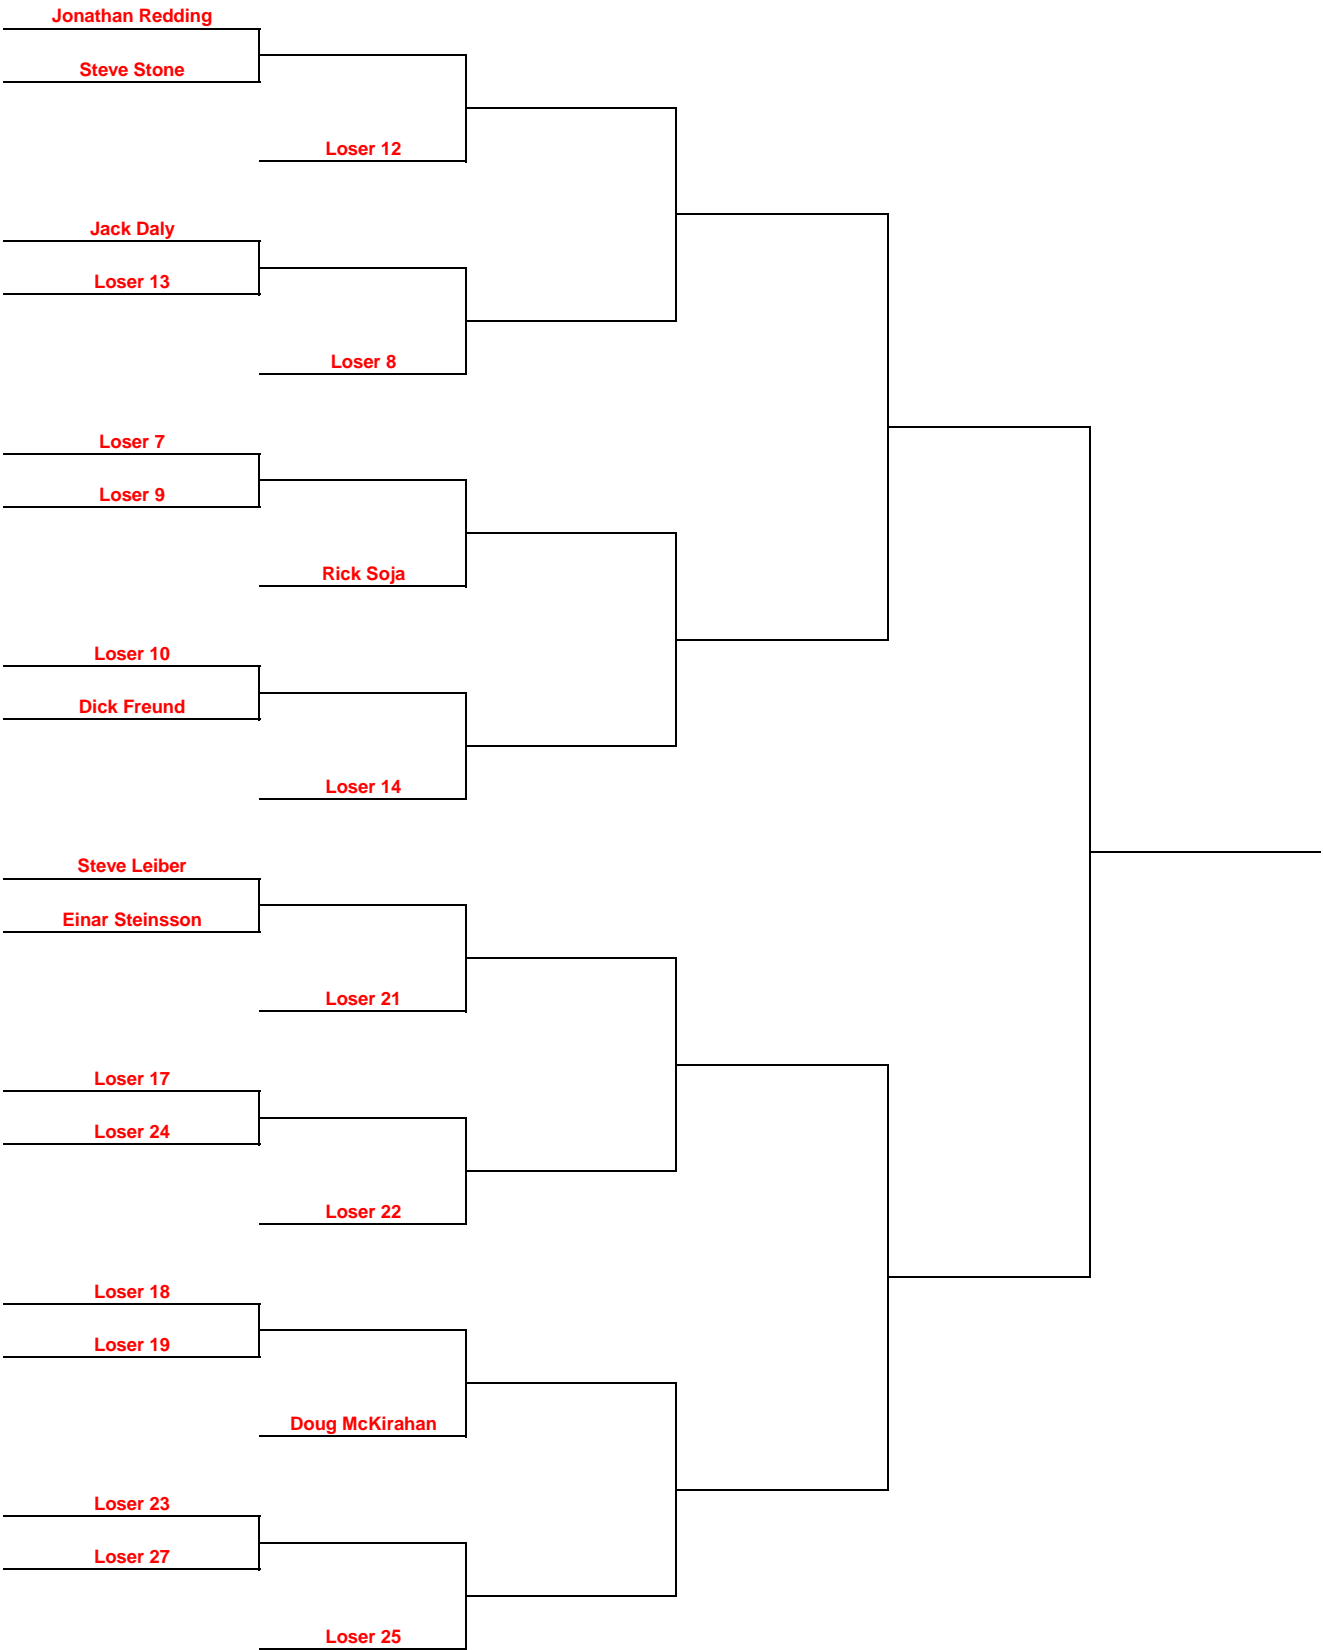 Jonathan Redding
Steve Stone
Loser 12
Jack Daly
Loser 13
Loser 8
Loser 7
Loser 9
Rick Soja
Loser 10
Dick Freund
Loser 14
Steve Leiber
Einar Steinsson
Loser 21
Loser 17
Loser 24
Loser 22
Loser 18
Loser 19
Doug McKirahan
Loser 23
Loser 27
Loser 25